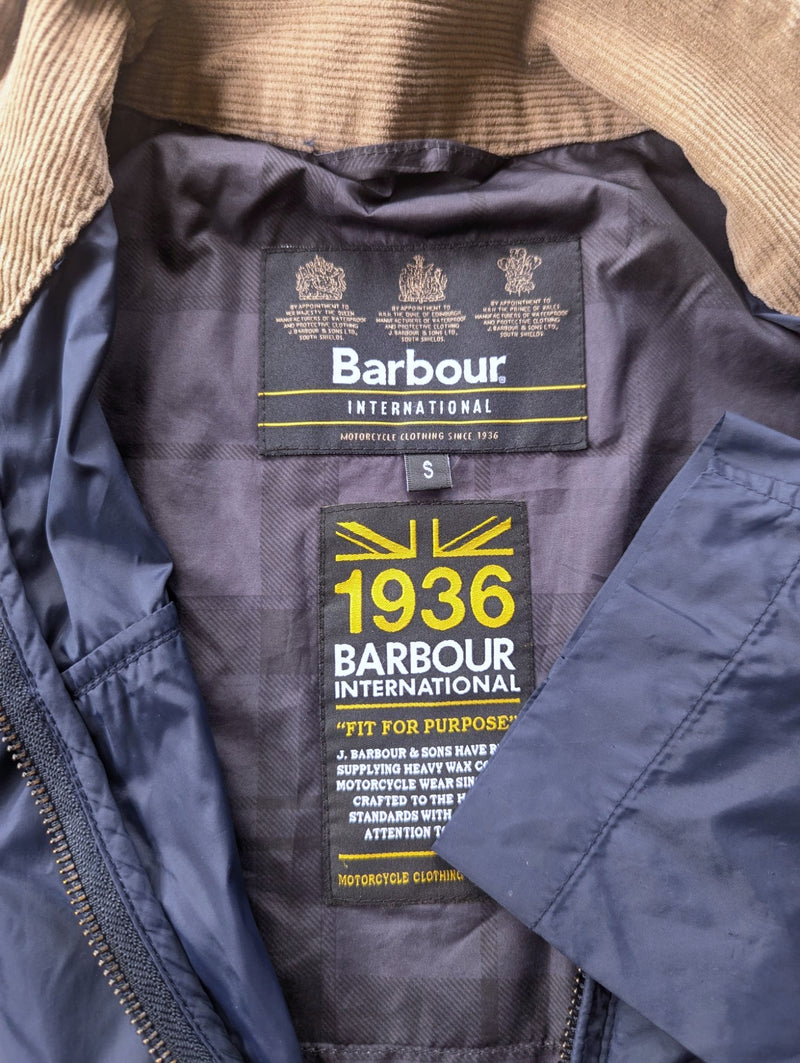 BY APPOINTMENT TO
HER MAJESTY THE QUEEN
MANUFACTURERS OF WATERPROOF
AND PROTECTIVE CLOTHING
J. BARBOUR & SONS LTD,
SOUTH SHIELDS.
BY APPOINTMENT TO
H.R.H. THE DUKE OF EDINBURGH
MANUFACTURERS OF WATERPROOF
AND PROTECTIVE CLOTHING
J. BARBOUR & SONS LTD,
SOUTH SHIELDS.
BY APPOINTMENT TO
H.R.H. THE PRINCE OF WALES
MANUFACTURERS OF WATERPROOF
AND PROTECTIVE CLOTHING
J. BARBOUR & SONS LTD,
SOUTH SHIELDS.
Barbour®
INTERNATIONAL
MOTORCYCLE CLOTHING SINCE 1936
S
1936
BARBOUR
INTERNATIONAL
"FIT FOR PURPOSE"
J. BARBOUR & SONS HAVE
SUPPLYING HEAVY WAX
MOTORCYCLE WEAR
CRAFTED TO THE
STANDARDS WITH
ATTENTION
MOTORCYCLE CLOTHING